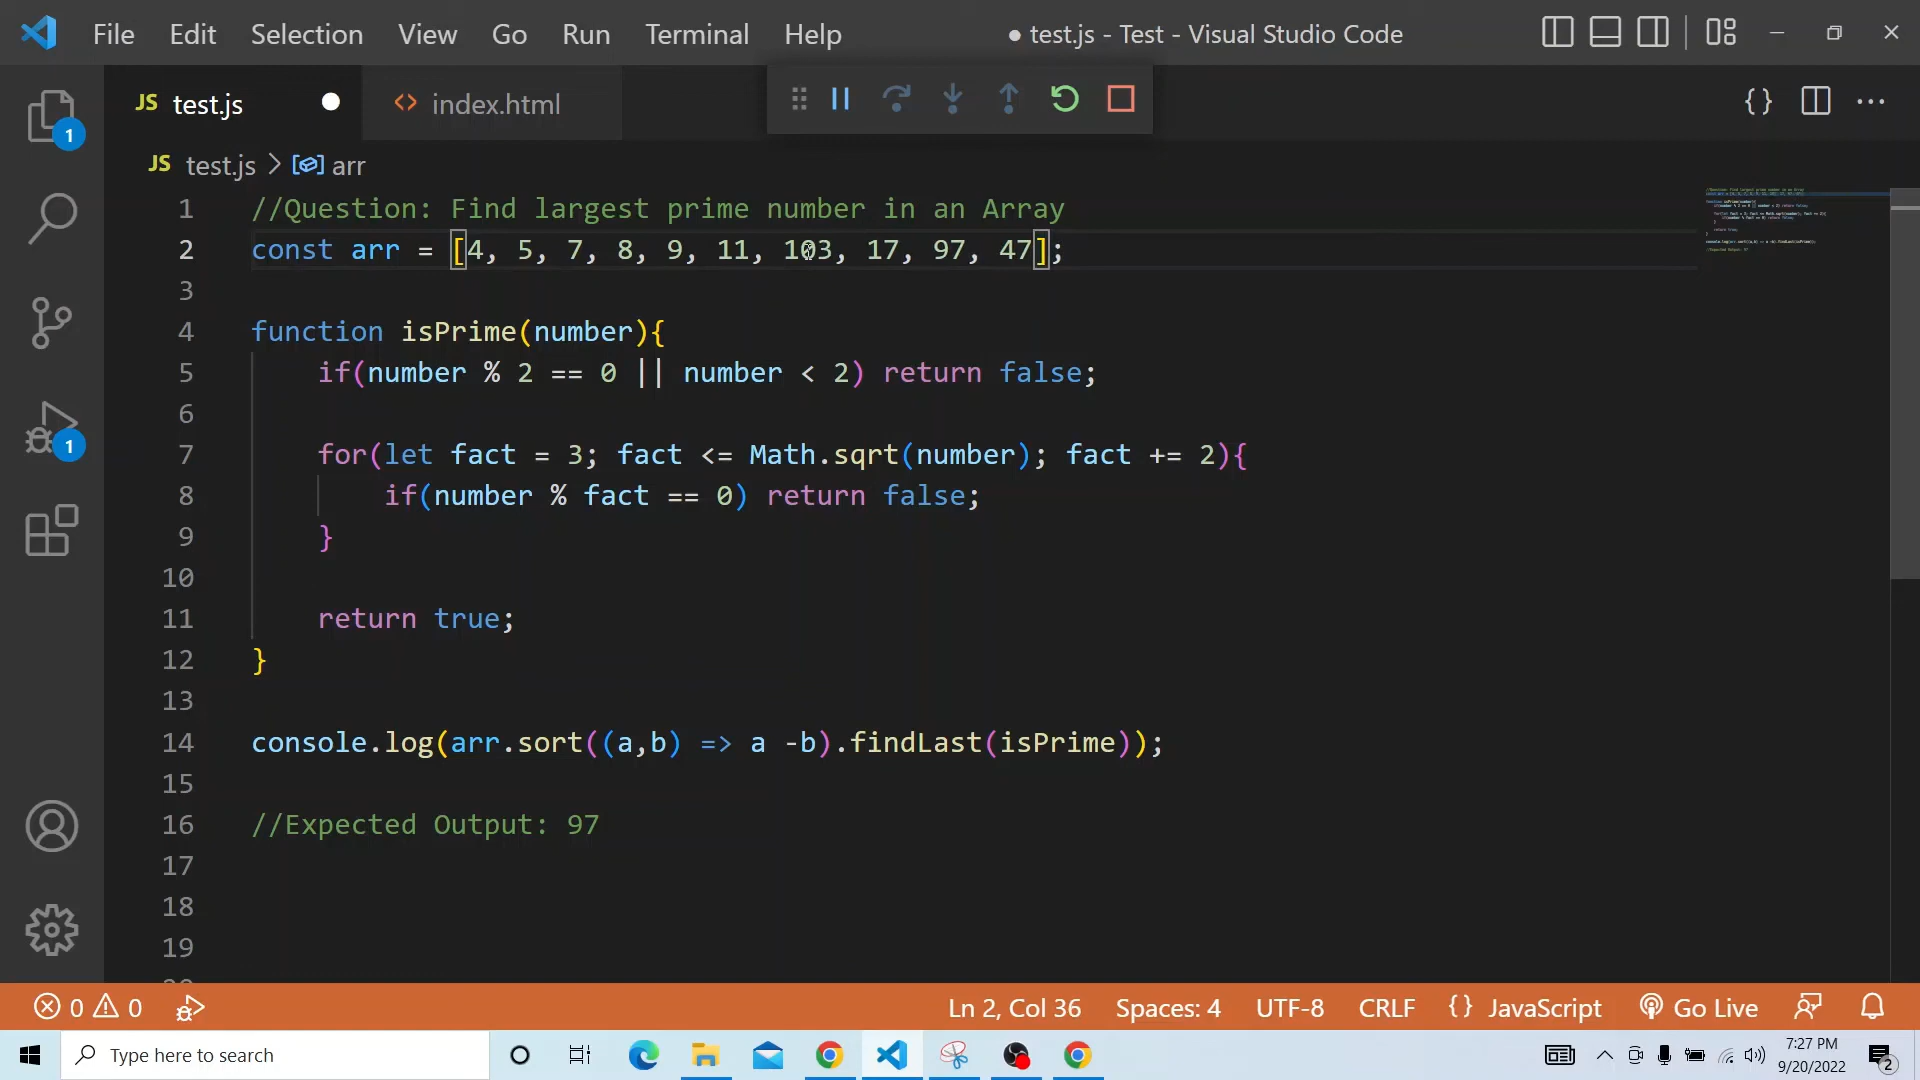 File Edit Selection View Go Run Terminal Help ● test.js - Test - Visual Studio Code
JS test.js ● <> index.html
JS test.js > arr
1 //Question: Find largest prime number in an Array
2 const arr = [4, 5, 7, 8, 9, 11, 103, 17, 97, 47];
3
4 function isPrime(number){
5 if(number % 2 == 0 || number < 2) return false;
6
7 for(let fact = 3; fact <= Math.sqrt(number); fact += 2){
8 if(number % fact == 0) return false;
9 }
10
11 return true;
12 }
13
14 console.log(arr.sort((a,b) => a -b).findLast(isPrime));
15
16 //Expected Output: 97
17
18
19
1
1
0 0 Ln 2, Col 36 Spaces: 4 UTF-8 CRLF {} JavaScript Go Live
Type here to search
7:27 PM
9/20/2022
2